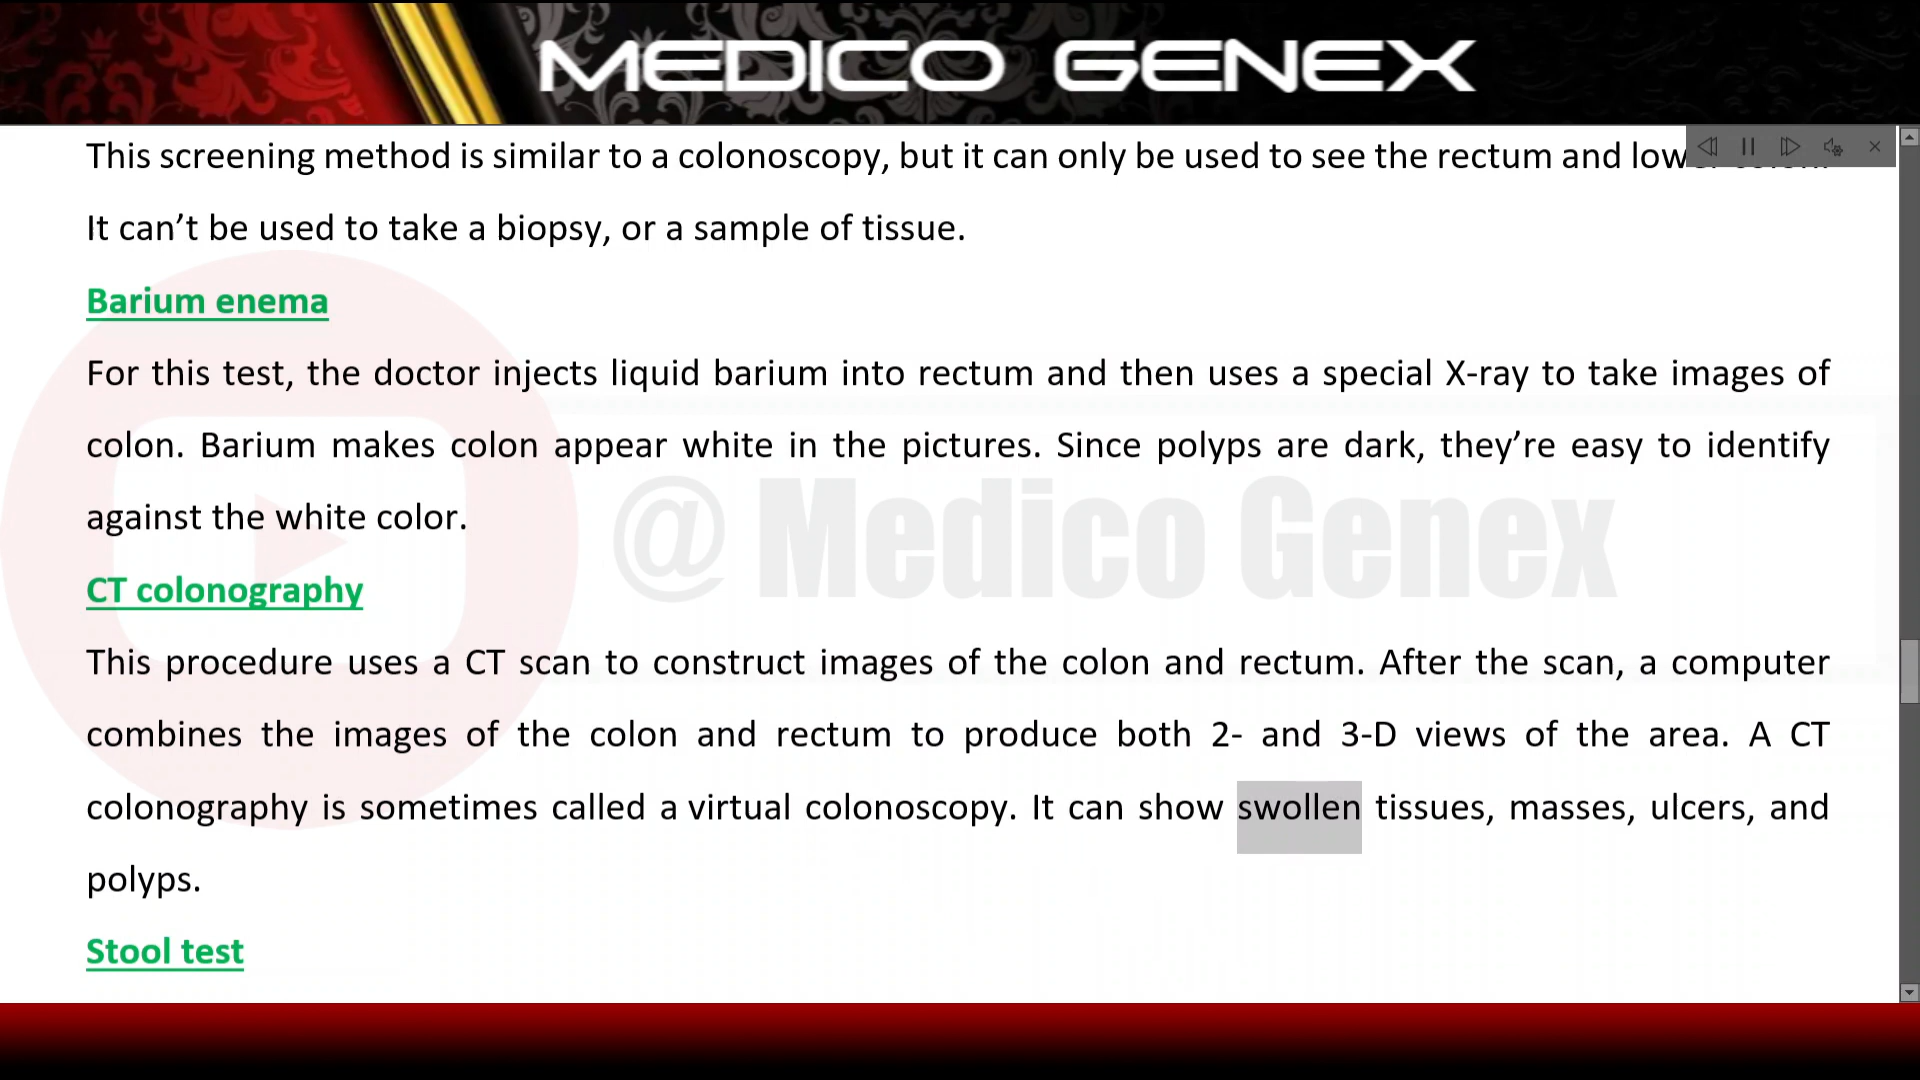 MEDICO GENEX
This screening method is similar to a colonoscopy, but it can only be used to see the rectum and
It can’t be used to take a biopsy, or a sample of tissue.
Barium enema
For this test, the doctor injects liquid barium into rectum and then uses a special X-ray to take images of
colon. Barium makes colon appear white in the pictures. Since polyps are dark, they’re easy to identify
against the white color.
@Medico Genex
CT colonography
This procedure uses a CT scan to construct images of the colon and rectum. After the scan, a computer
combines the images of the colon and rectum to produce both 2- and 3-D views of the area. A CT
colonography is sometimes called a virtual colonoscopy. It can show swollen tissues, masses, ulcers, and
polyps.
Stool test